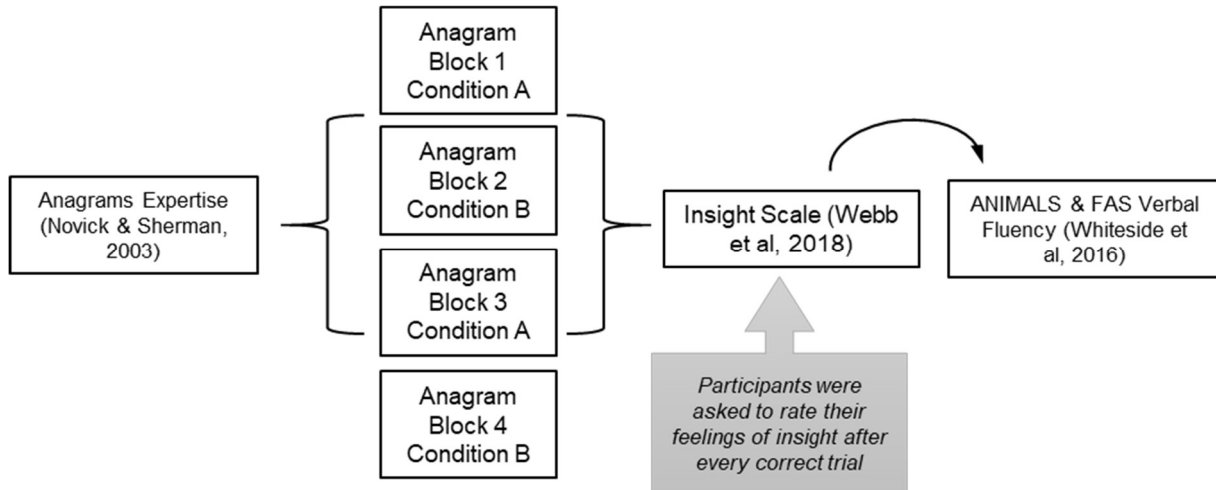 Anagrams Expertise
(Novick & Sherman,
2003)
Anagram
Block 1
Condition A
Anagram
Block 2
Condition B
Anagram
Block 3
Condition A
Anagram
Block 4
Condition B
Insight Scale (Webb
et al, 2018)
Participants were
asked to rate their
feelings of insight after
every correct trial
ANIMALS & FAS Verbal
Fluency (Whiteside et
al, 2016)